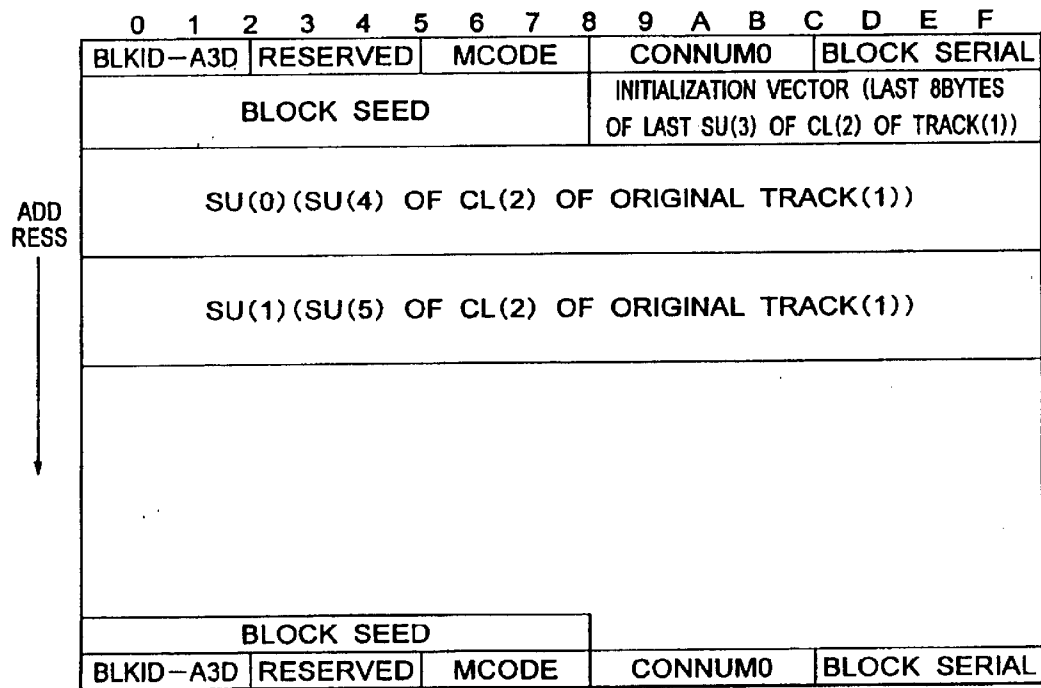 0 1 2 3 4 5 6 7 8 9 A B C D E F
BLKID-A3D RESERVED MCODE CONNUM0 BLOCK SERIAL
BLOCK SEED
INITIALIZATION VECTOR (LAST 8BYTES
OF LAST SU(3) OF CL(2) OF TRACK(1))
SU(0)(SU(4) OF CL(2) OF ORIGINAL TRACK(1))
ADD
RESS
SU(1)(SU(5) OF CL(2) OF ORIGINAL TRACK(1))
BLOCK SEED
BLKID-A3D RESERVED MCODE CONNUM0 BLOCK SERIAL